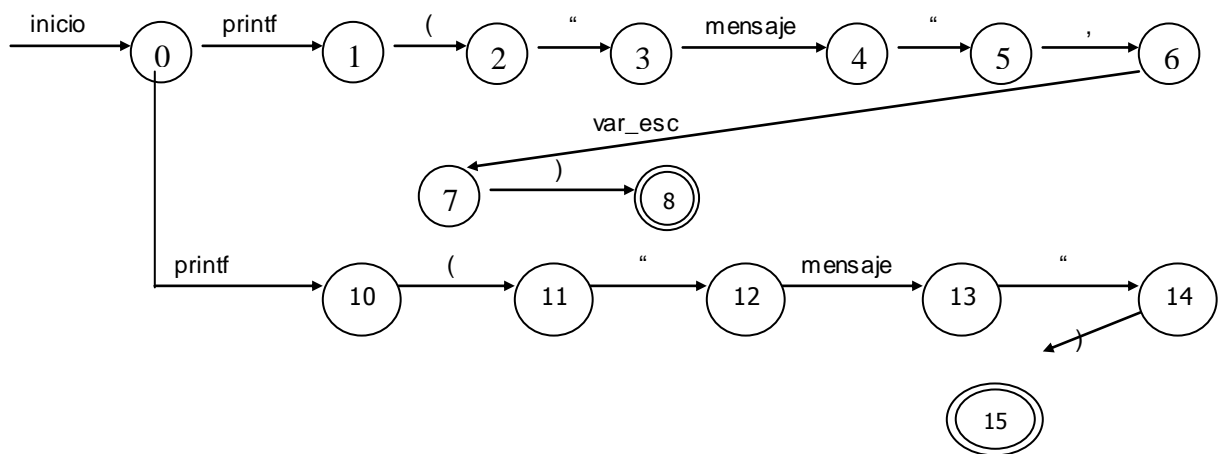 inicio printf ( “ mensaje “ ,
0 1 2 3 4 5 6
var_esc
)
7 8
printf ( “ mensaje “
10 11 12 13 14
)
15